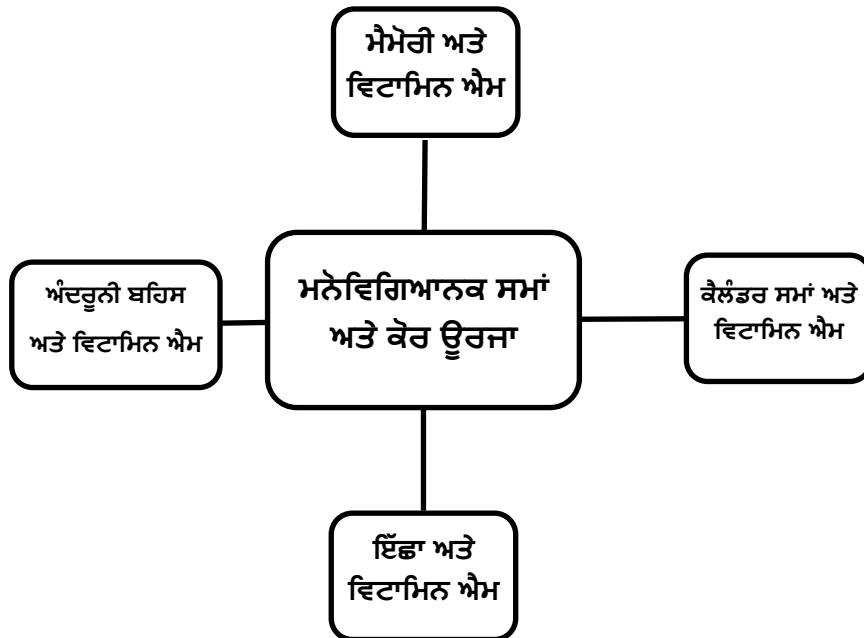 ਮੈਮੋਰੀ ਅਤੇ
ਵਿਟਾਮਿਨ ਐਮ
ਅੰਦਰੂਨੀ ਬਹਿਸ
ਅਤੇ ਵਿਟਾਮਿਨ ਐਮ
ਮਨੋਵਿਗਿਆਨਕ ਸਮਾਂ
ਅਤੇ ਕੋਰ ਊਰਜਾ
ਕੈਲੰਡਰ ਸਮਾਂ ਅਤੇ
ਵਿਟਾਮਿਨ ਐਮ
ਇੱਛਾ ਅਤੇ
ਵਿਟਾਮਿਨ ਐਮ